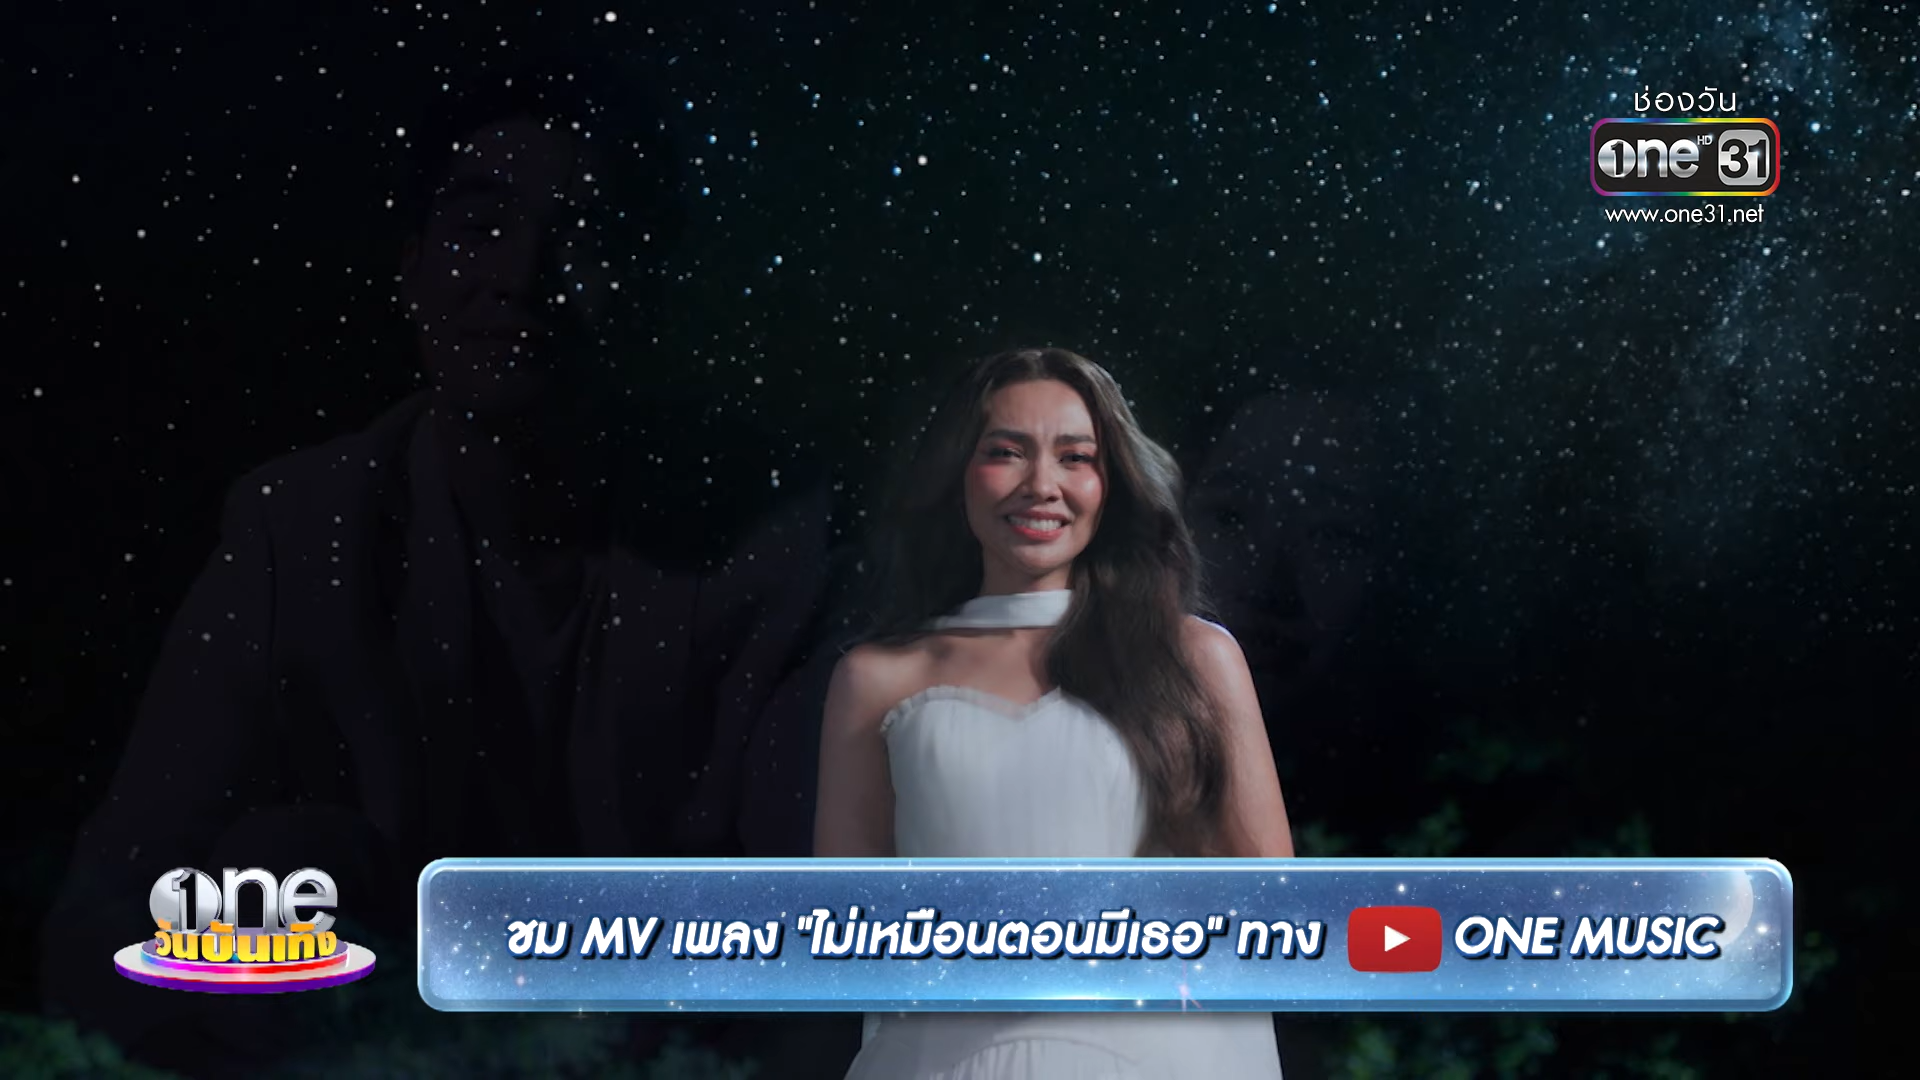 ช่องวัน
one HD 31
www.one31.net
one
วันบันเทิง
ชม MV เพลง "ไม่เหมือนตอนมีเธอ" ทาง ONE MUSIC